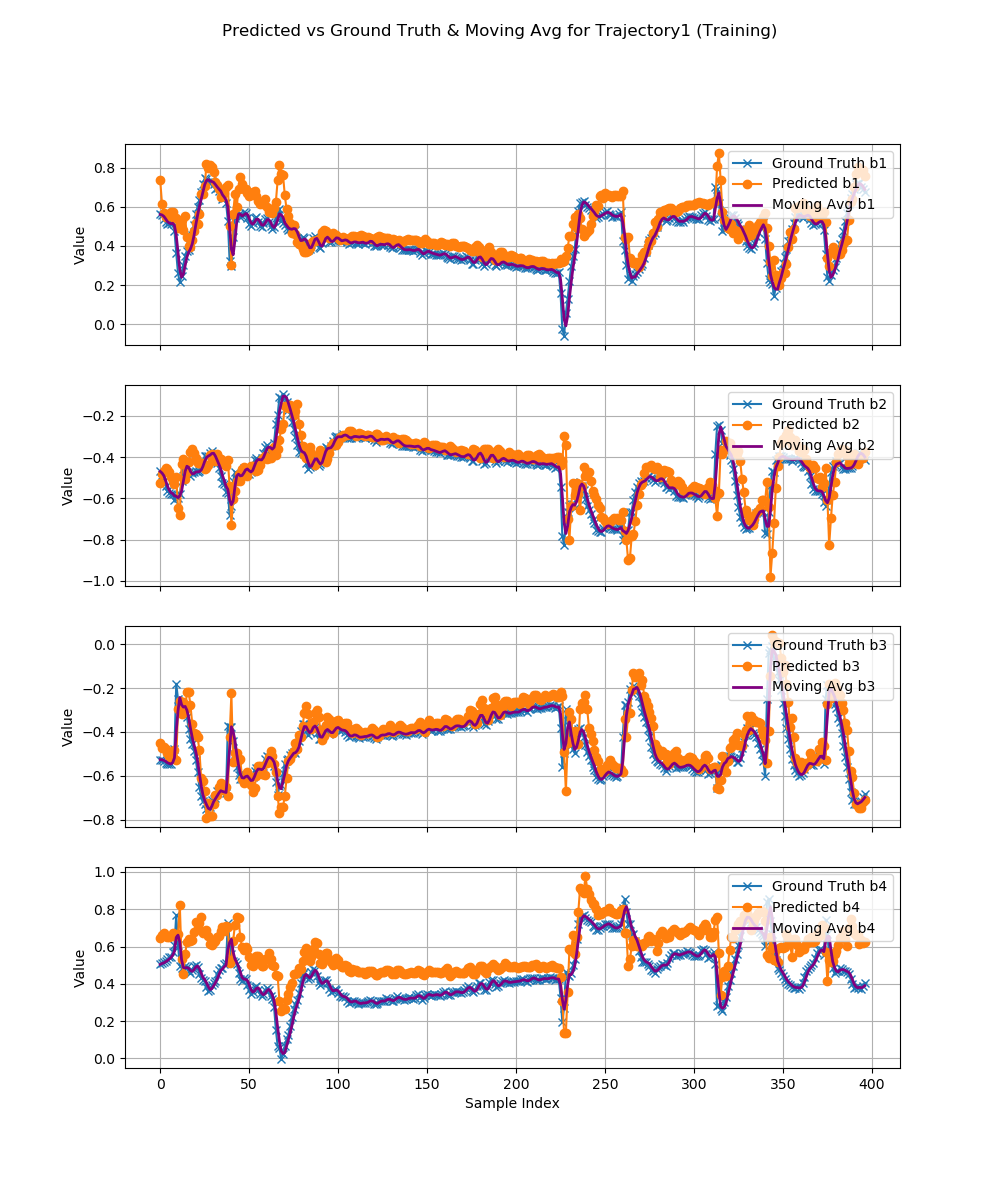 Predicted vs Ground Truth & Moving Avg for Trajectory1 (Training)
0.8
0.6
0.4
0.2
0.0
Value
Ground Truth b1
Predicted b1
Moving Avg b1
−0.2
−0.4
−0.6
−0.8
−1.0
Value
Ground Truth b2
Predicted b2
Moving Avg b2
0.0
−0.2
−0.4
−0.6
−0.8
Value
Ground Truth b3
Predicted b3
Moving Avg b3
1.0
0.8
0.6
0.4
0.2
0.0
Value
Ground Truth b4
Predicted b4
Moving Avg b4
0 50 100 150 200 250 300 350 400
Sample Index